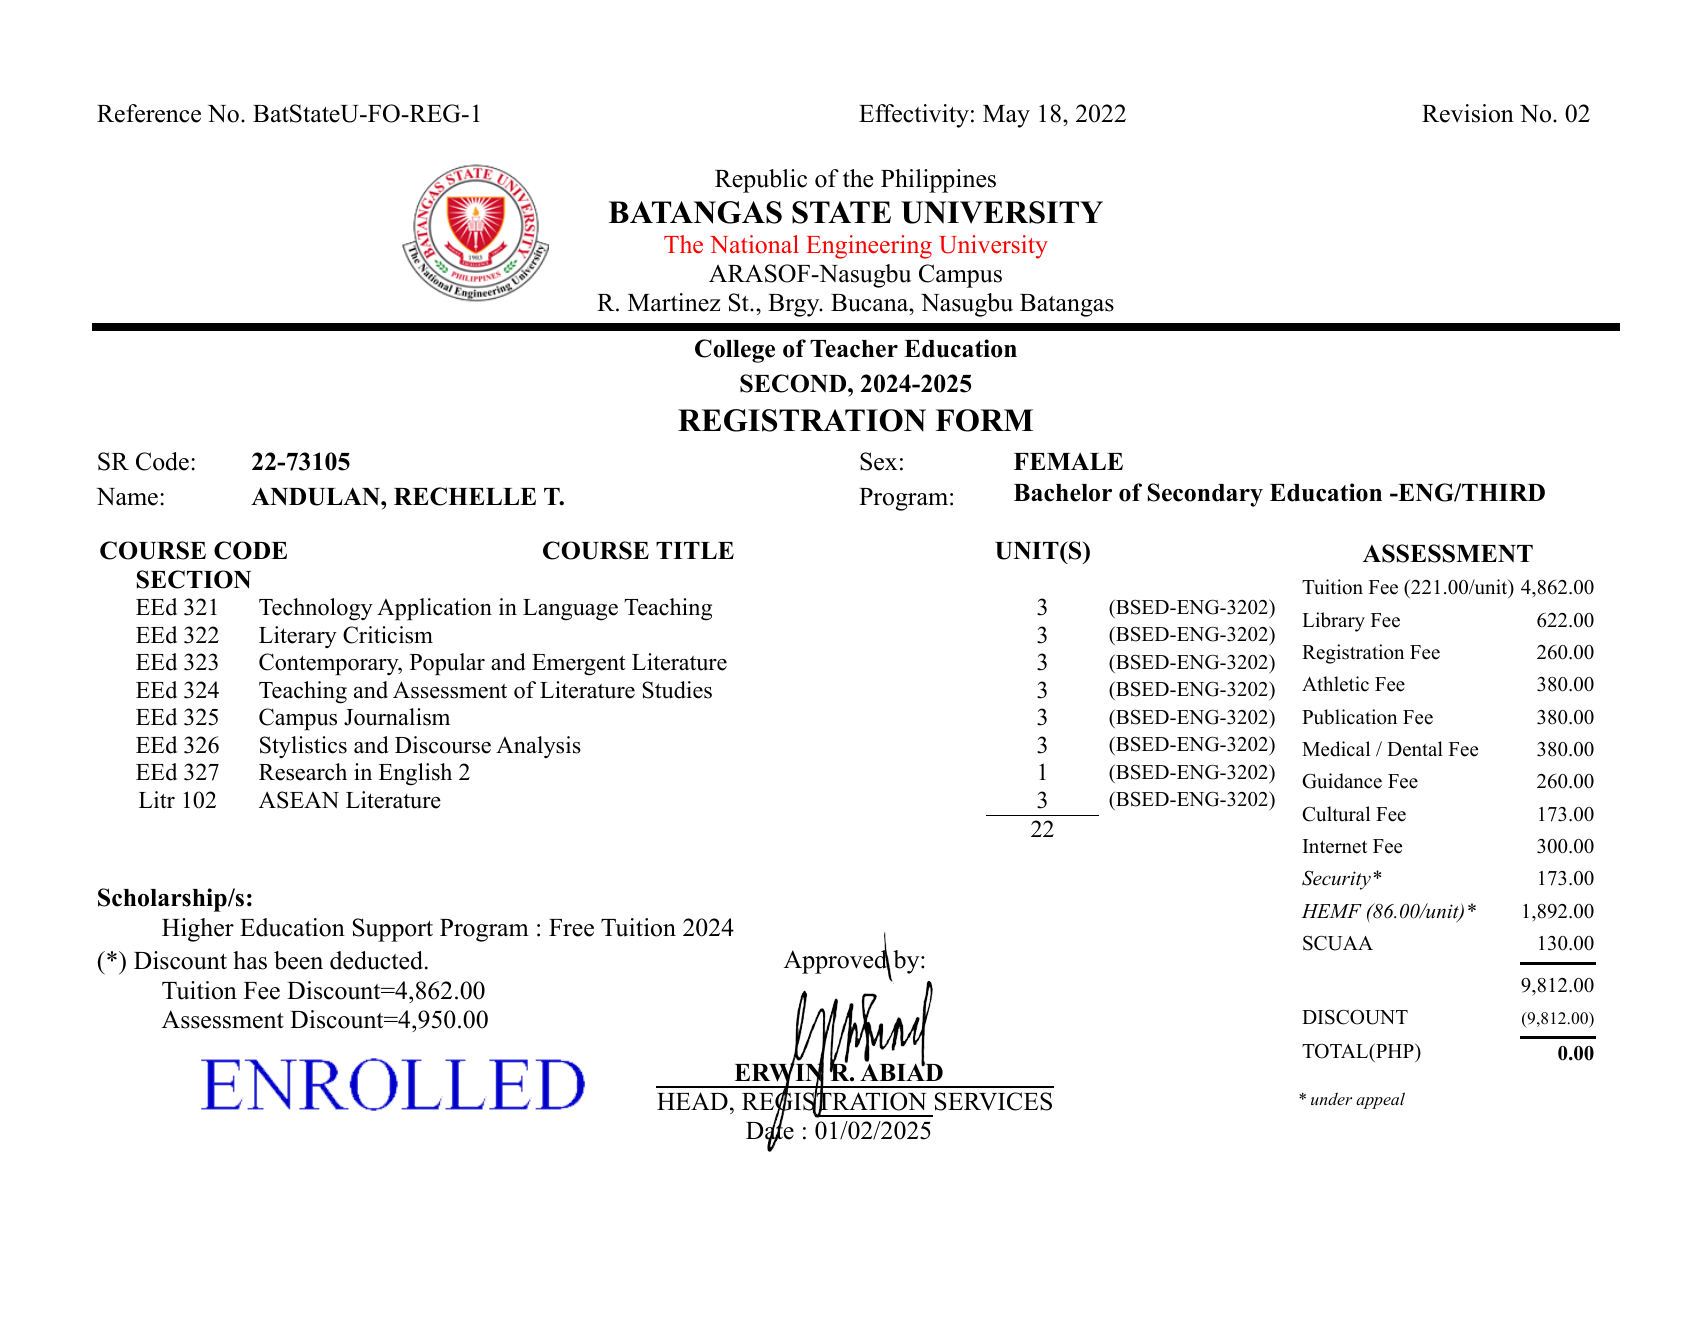 Reference No. BatStateU-FO-REG-1 Effectivity: May 18, 2022 Revision No. 02
BATANGAS STATE UNIVERSITY
1903
PHILIPPINES
The National Engineering University
Republic of the Philippines
BATANGAS STATE UNIVERSITY
The National Engineering University
ARASOF-Nasugbu Campus
R. Martinez St., Brgy. Bucana, Nasugbu Batangas
College of Teacher Education
SECOND, 2024-2025
REGISTRATION FORM
SR Code: 22-73105 Sex: FEMALE
Name: ANDULAN, RECHELLE T. Program: Bachelor of Secondary Education -ENG/THIRD
COURSE CODE COURSE TITLE UNIT(S)
SECTION
EEd 321 Technology Application in Language Teaching 3 (BSED-ENG-3202)
EEd 322 Literary Criticism 3 (BSED-ENG-3202)
EEd 323 Contemporary, Popular and Emergent Literature 3 (BSED-ENG-3202)
EEd 324 Teaching and Assessment of Literature Studies 3 (BSED-ENG-3202)
EEd 325 Campus Journalism 3 (BSED-ENG-3202)
EEd 326 Stylistics and Discourse Analysis 3 (BSED-ENG-3202)
EEd 327 Research in English 2 1 (BSED-ENG-3202)
Litr 102 ASEAN Literature 3 (BSED-ENG-3202)
22
ASSESSMENT
Tuition Fee (221.00/unit) 4,862.00
Library Fee 622.00
Registration Fee 260.00
Athletic Fee 380.00
Publication Fee 380.00
Medical / Dental Fee 380.00
Guidance Fee 260.00
Cultural Fee 173.00
Internet Fee 300.00
Security* 173.00
HEMF (86.00/unit)* 1,892.00
SCUAA 130.00
9,812.00
DISCOUNT (9,812.00)
TOTAL(PHP) 0.00
* under appeal
Scholarship/s:
Higher Education Support Program : Free Tuition 2024
(*) Discount has been deducted.
Tuition Fee Discount=4,862.00
Assessment Discount=4,950.00
ENROLLED
Approved by:
ERWIN R. ABIAD
HEAD, REGISTRATION SERVICES
Date : 01/02/2025